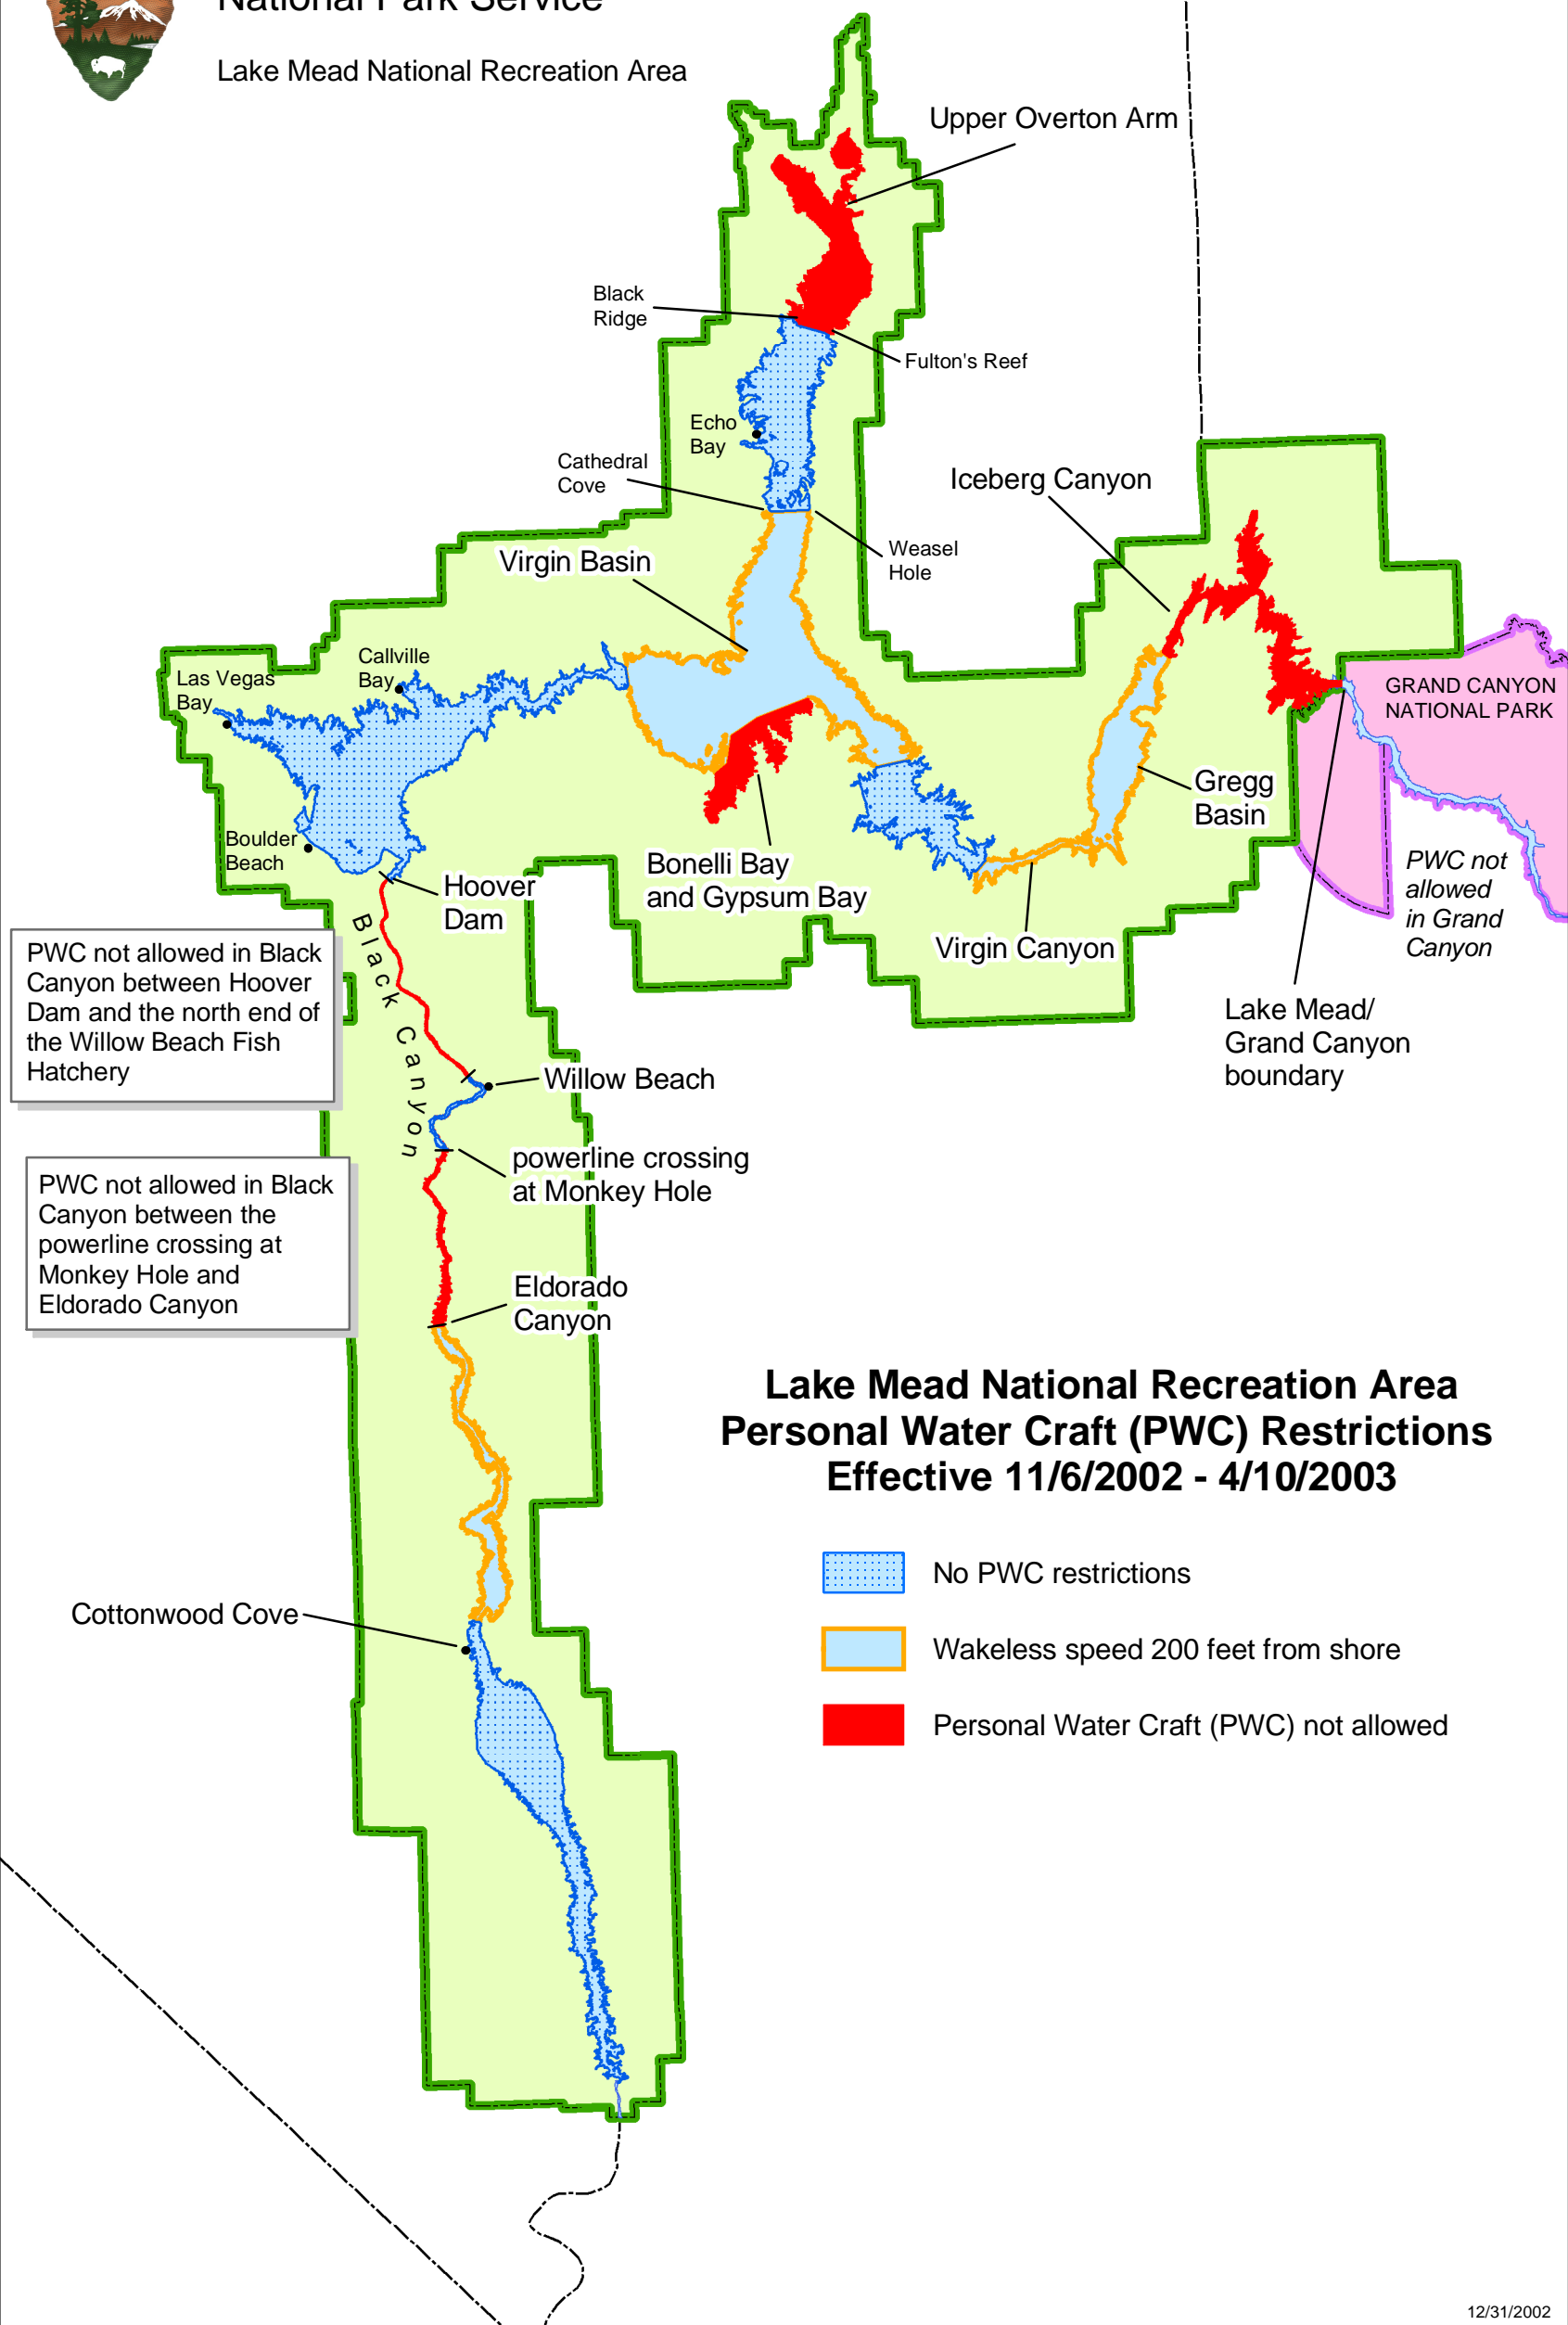 National Park Service
Lake Mead National Recreation Area
Upper Overton Arm
Black
Ridge
Fulton's Reef
Echo
Bay
Cathedral
Cove
Iceberg Canyon
Weasel
Hole
Virgin Basin
Callville
Bay
Las Vegas
Bay
GRAND CANYON
NATIONAL PARK
Gregg
Basin
Boulder
Beach
Bonelli Bay
and Gypsum Bay
PWC not
allowed
in Grand
Canyon
Hoover
Dam
Virgin Canyon
Black Canyon
PWC not allowed in Black
Canyon between Hoover
Dam and the north end of
the Willow Beach Fish
Hatchery
Lake Mead/
Grand Canyon
boundary
Willow Beach
powerline crossing
at Monkey Hole
PWC not allowed in Black
Canyon between the
powerline crossing at
Monkey Hole and
Eldorado Canyon
Eldorado
Canyon
Lake Mead National Recreation Area
Personal Water Craft (PWC) Restrictions
Effective 11/6/2002 - 4/10/2003
No PWC restrictions
Wakeless speed 200 feet from shore
Personal Water Craft (PWC) not allowed
Cottonwood Cove
12/31/2002